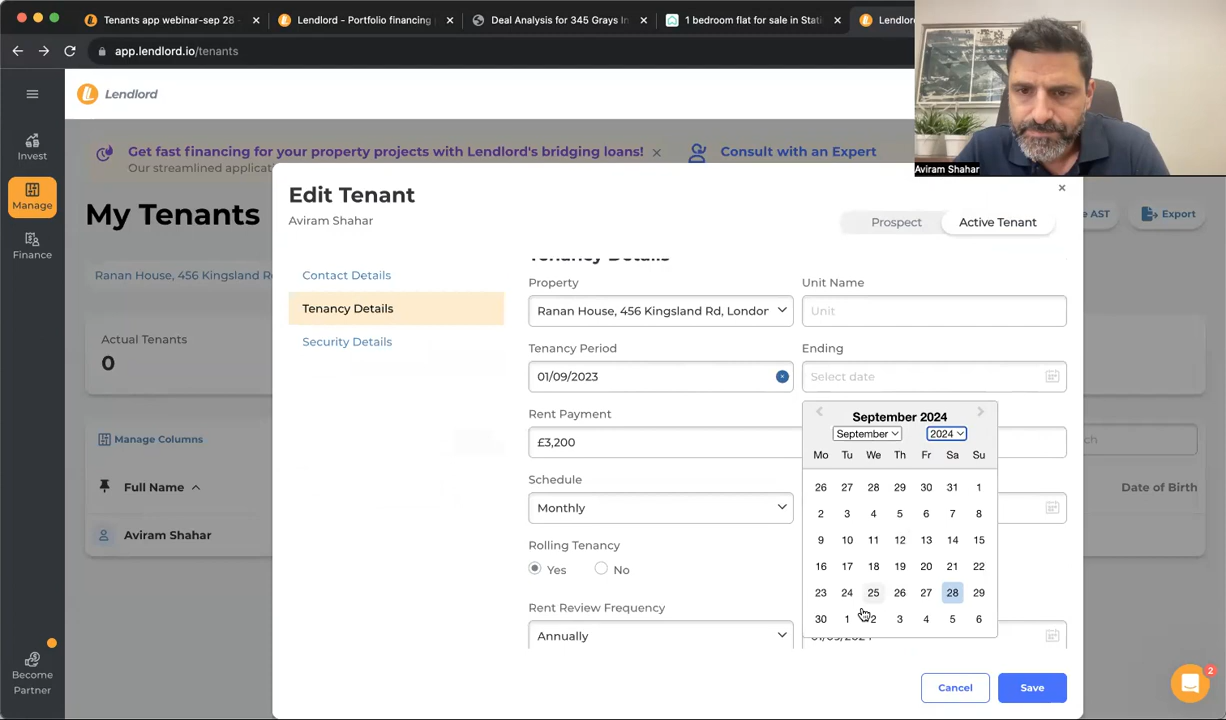 Tenants app webinar-sep 28 -
Lendlord - Portfolio financing
Deal Analysis for 345 Grays In
1 bedroom flat for sale in Stati
Lendlor
app.lendlord.io/tenants
Lendlord
Aviram Shahar
Invest
Manage
Finance
Become
Partner
Get fast financing for your property projects with Lendlord's bridging loans!
Our streamlined applicat
Consult with an Expert
My Tenants
e AST
Export
Ranan House, 456 Kingsland R
Actual Tenants
0
Manage Columns
ch
Full Name
Date of Birth
Aviram Shahar
Edit Tenant
Aviram Shahar
Prospect
Active Tenant
Contact Details
Tenancy Details
Security Details
Tenancy Details
Property
Unit Name
Ranan House, 456 Kingsland Rd, Londor
Unit
Tenancy Period
Ending
01/09/2023
Select date
Rent Payment
£3,200
Schedule
Monthly
Rolling Tenancy
Yes
No
Rent Review Frequency
Annually
September 2024
September
2024
Mo Tu We Th Fr Sa Su
26 27 28 29 30 31 1
2 3 4 5 6 7 8
9 10 11 12 13 14 15
16 17 18 19 20 21 22
23 24 25 26 27 28 29
30 1 2 3 4 5 6
Cancel
Save
2